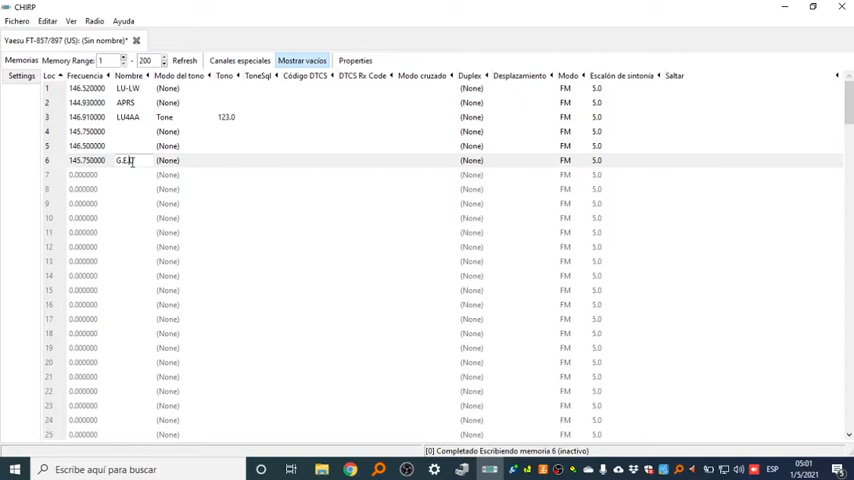 CHIRP
Fichero Editar Ver Radio Ayuda
Yaesu FT-857/897 (US): (Sin nombre)*
Memorias Memory Range: 1 - 200 Refresh Canales especiales Mostrar vacíos Properties
Settings Loc Frecuencia Nombre Modo del tono Tono ToneSql Código DTCS DTCS Rx Code Modo cruzado Duplex Desplazamiento Modo Escalón de sintonía Saltar
1 146.520000 LU-LW (None) (None) FM 5.0
2 144.930000 APRS (None) (None) FM 5.0
3 146.910000 LU4AA Tone 123.0 (None) FM 5.0
4 145.750000 (None) (None) FM 5.0
5 146.500000 (None) (None) FM 5.0
6 145.750000 (None) (None) FM 5.0
7 0.000000 (None) (None) FM 5.0
8 0.000000 (None) (None) FM 5.0
9 0.000000 (None) (None) FM 5.0
10 0.000000 (None) (None) FM 5.0
11 0.000000 (None) (None) FM 5.0
12 0.000000 (None) (None) FM 5.0
13 0.000000 (None) (None) FM 5.0
14 0.000000 (None) (None) FM 5.0
15 0.000000 (None) (None) FM 5.0
16 0.000000 (None) (None) FM 5.0
17 0.000000 (None) (None) FM 5.0
18 0.000000 (None) (None) FM 5.0
19 0.000000 (None) (None) FM 5.0
20 0.000000 (None) (None) FM 5.0
21 0.000000 (None) (None) FM 5.0
22 0.000000 (None) (None) FM 5.0
23 0.000000 (None) (None) FM 5.0
24 0.000000 (None) (None) FM 5.0
25 0.000000 (None) (None) FM 5.0
[0] Completado Escribiendo memoria 6 (inactivo)
Escribe aquí para buscar
ESP
05:01
1/5/2021